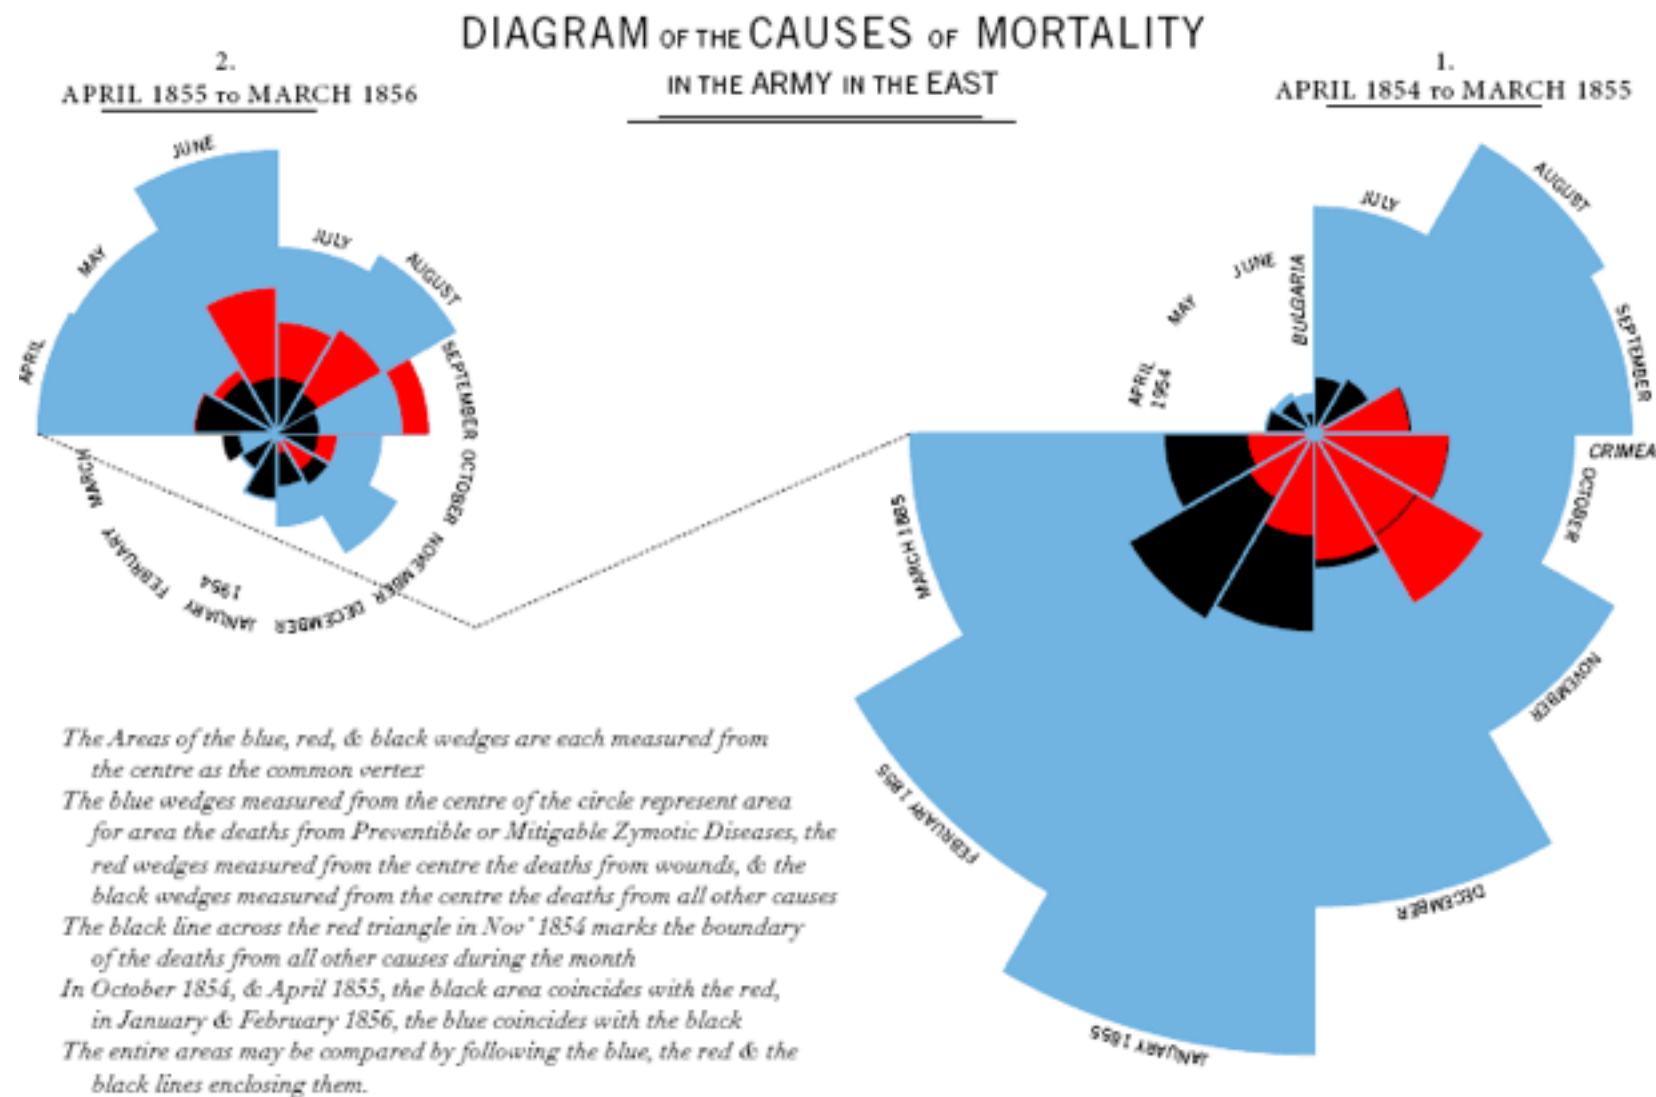 DIAGRAM OF THE CAUSES OF MORTALITY
IN THE ARMY IN THE EAST
2.
APRIL 1855 TO MARCH 1856
1.
APRIL 1854 TO MARCH 1855
APRIL
MAY
JUNE
JULY
AUGUST
SEPTEMBER
OCTOBER
NOVEMBER
DECEMBER
JANUARY
1954
FEBRUARY
MARCH
APRIL
1954
MAY
JUNE
BULGARIA
JULY
AUGUST
SEPTEMBER
CRIMEA
OCTOBER
NOVEMBER
DECEMBER
JANUARY 1855
FEBRUARY 1855
MARCH 1885
The Areas of the blue, red, & black wedges are each measured from
the centre as the common vertex
The blue wedges measured from the centre of the circle represent area
for area the deaths from Preventible or Mitigable Zymotic Diseases, the
red wedges measured from the centre the deaths from wounds, & the
black wedges measured from the centre the deaths from all other causes
The black line across the red triangle in Nov' 1854 marks the boundary
of the deaths from all other causes during the month
In October 1854, & April 1855, the black area coincides with the red,
in January & February 1856, the blue coincides with the black
The entire areas may be compared by following the blue, the red & the
black lines enclosing them.